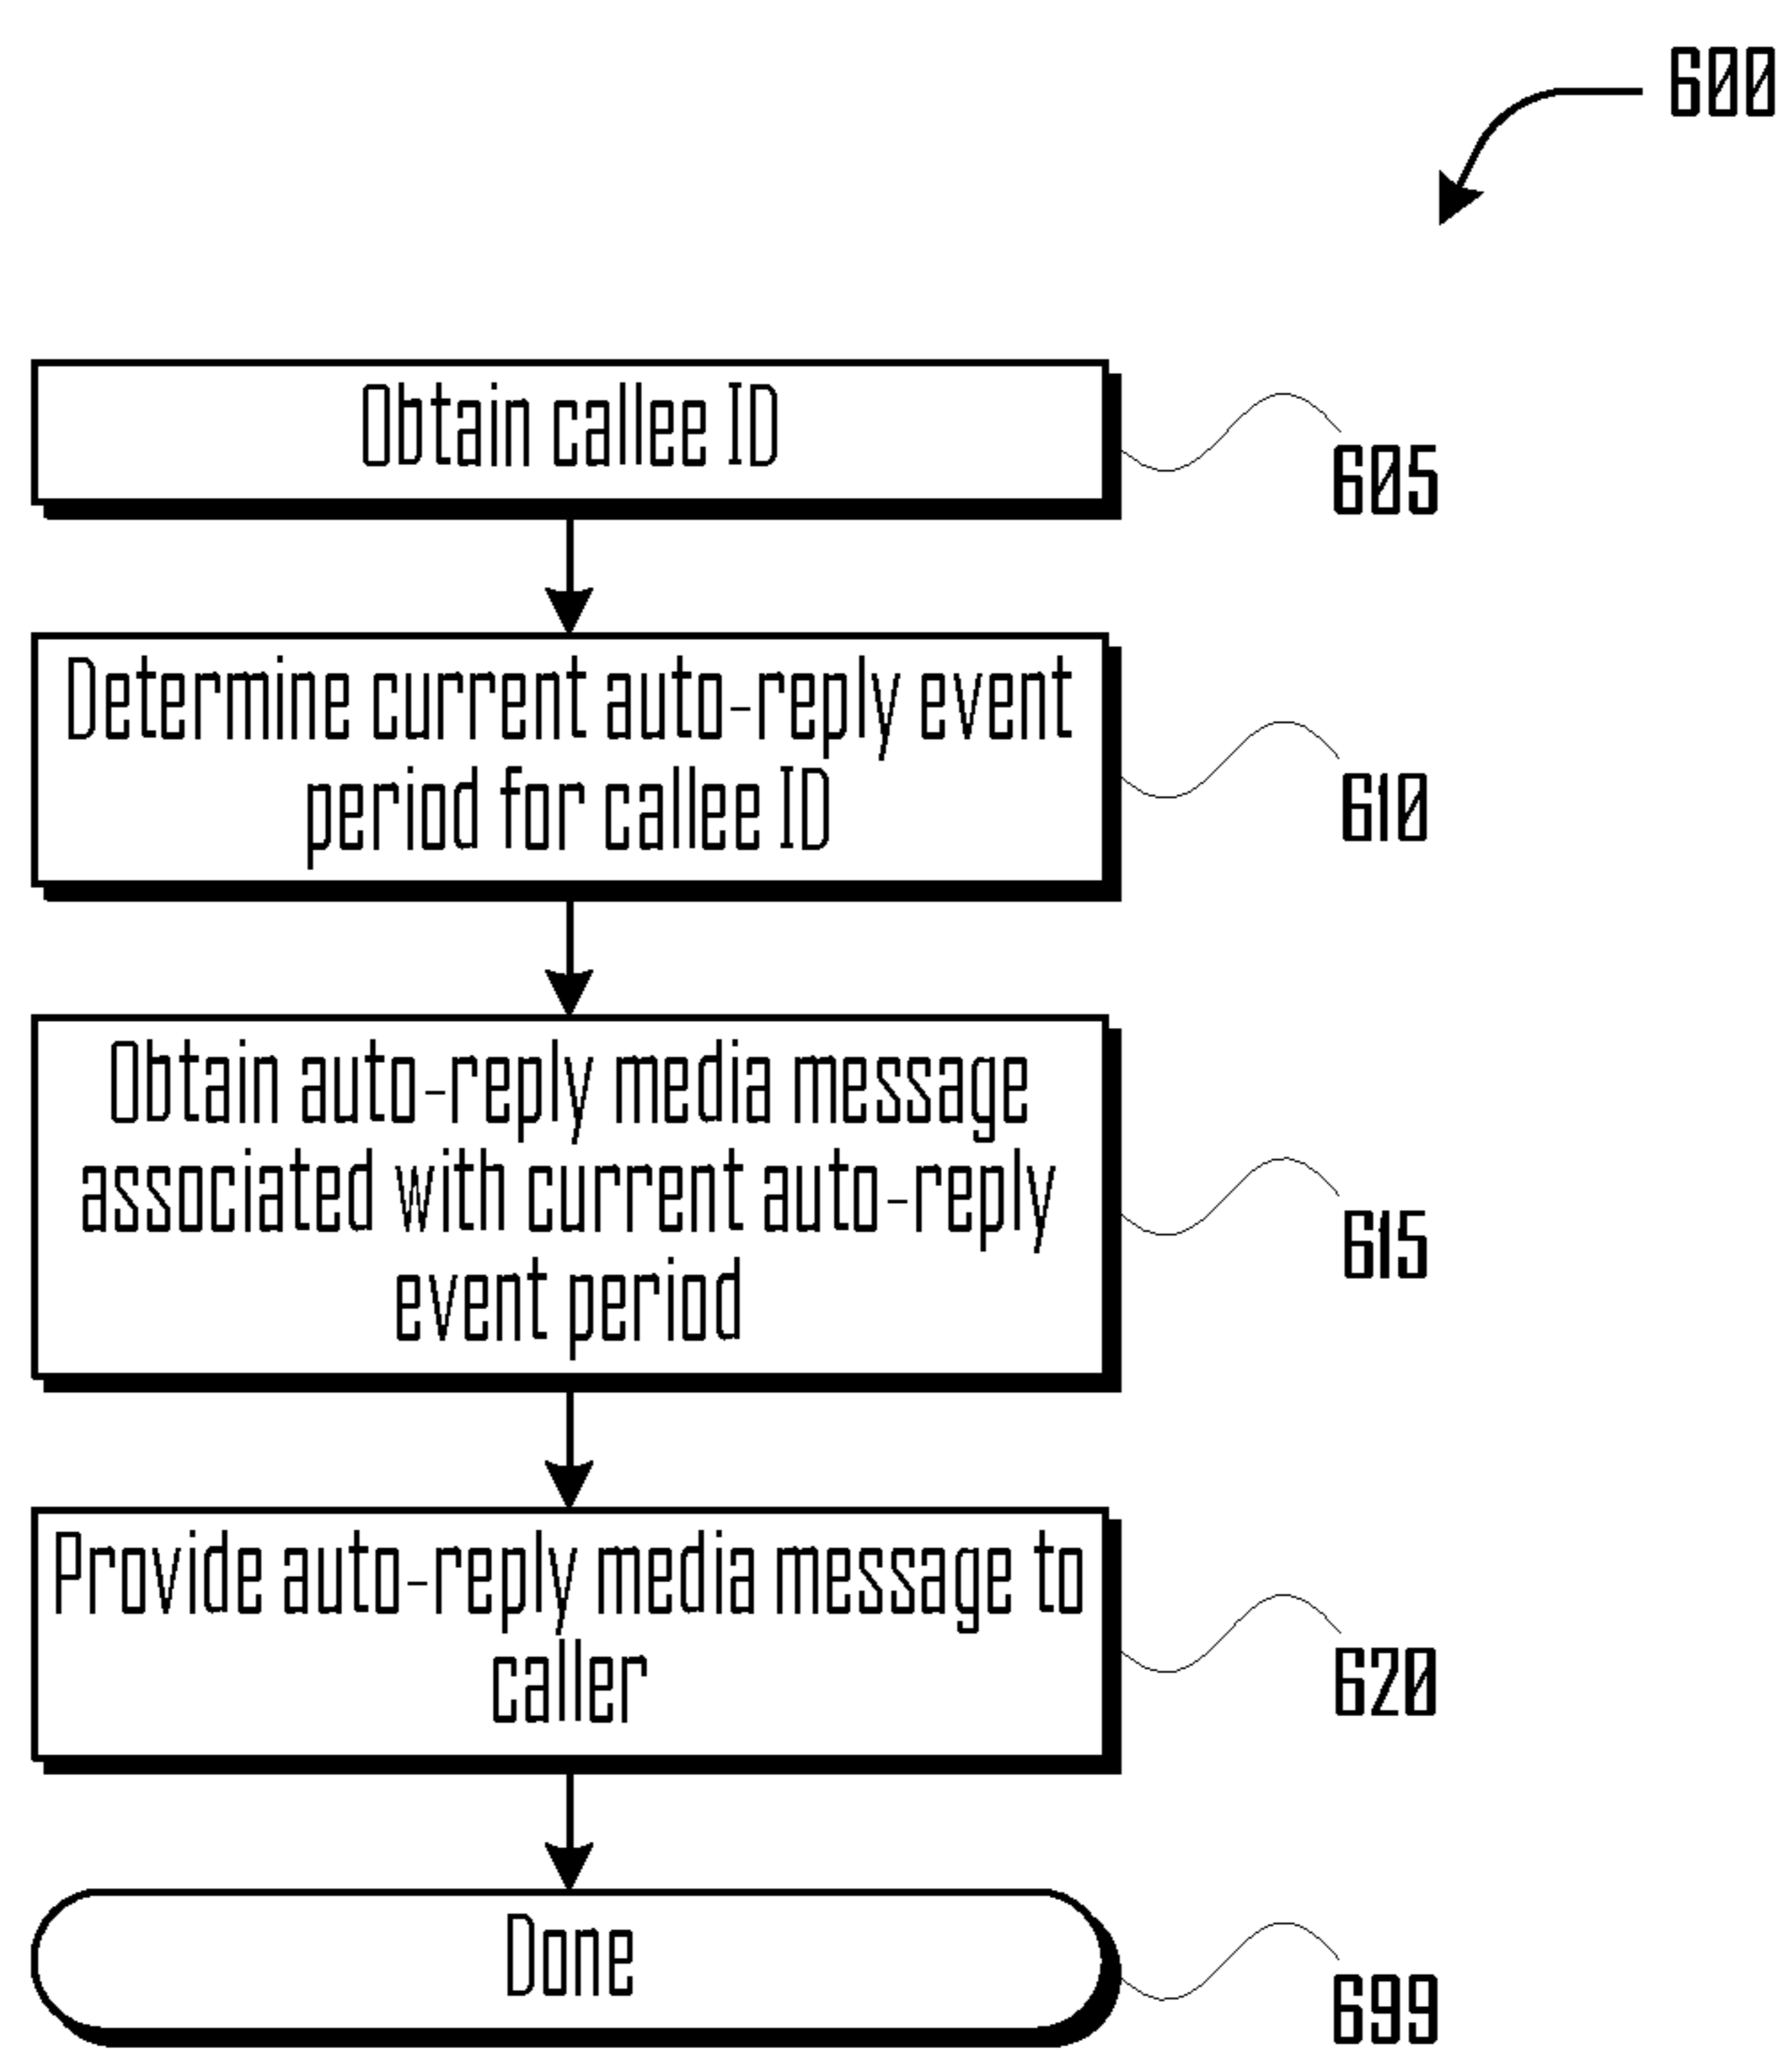 600
Obtain callee ID
605
Determine current auto-reply event
period for callee ID
610
Obtain auto-reply media message
associated with current auto-reply
event period
615
Provide auto-reply media message to
caller
620
Done
699